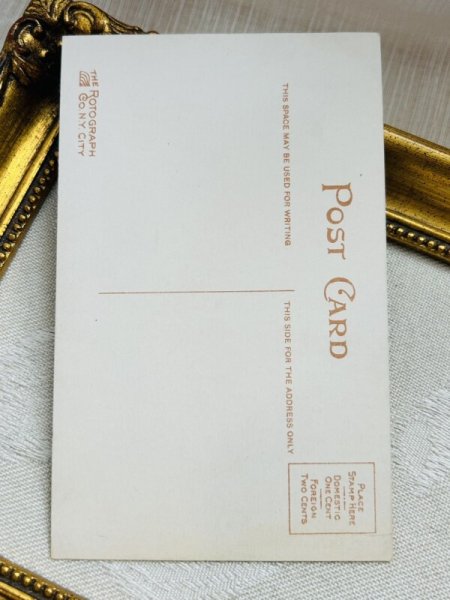 POST CARD
THIS SPACE MAY BE USED FOR WRITING
THIS SIDE FOR THE ADDRESS ONLY
PLACE
STAMP HERE
DOMESTIC
ONE CENT
FOREIGN
TWO CENTS
THE ROTOGRAPH
CO. N.Y. CITY